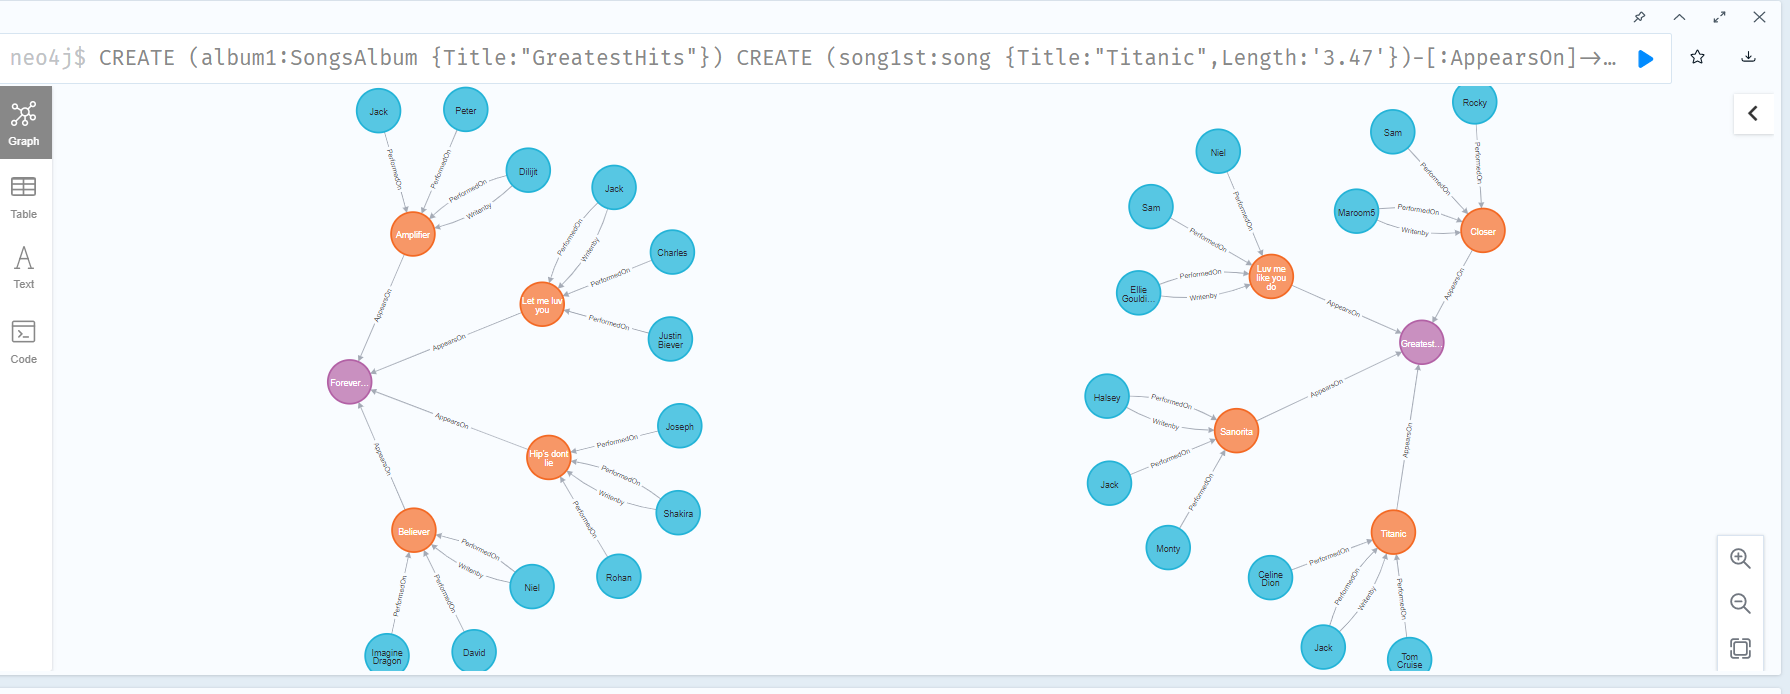 neo4j$ CREATE (album1:SongsAlbum {Title:"GreatestHits"}) CREATE (song1st:song {Title:"Titanic",Length:'3.47'})-[:AppearsOn]→…
Graph
Table
Text
Code
Jack
Peter
PerformedOn
PerformedOn
Dilijit
PerformedOn
Writenby
Amplifier
Jack
PerformedOn
Writenby
Charles
PerformedOn
Let me luv
you
PerformedOn
Justin
Biever
AppearsOn
AppearsOn
Forever...
AppearsOn
AppearsOn
Joseph
PerformedOn
Hip's dont
lie
PerformedOn
Writenby
Shakira
PerformedOn
Rohan
Believer
PerformedOn
Writenby
Niel
PerformedOn
PerformedOn
Imagine
Dragon
David
Rocky
Sam
PerformedOn
PerformedOn
Maroom5
PerformedOn
Writenby
Closer
Niel
PerformedOn
Sam
PerformedOn
Ellie
Gouldi...
PerformedOn
Writenby
Luv me
like you
do
AppearsOn
AppearsOn
Greatest...
Halsey
PerformedOn
Writenby
Sanorita
AppearsOn
AppearsOn
Jack
PerformedOn
PerformedOn
Monty
Titanic
Celine
Dion
PerformedOn
PerformedOn
Writenby
PerformedOn
Jack
Tom
Cruise